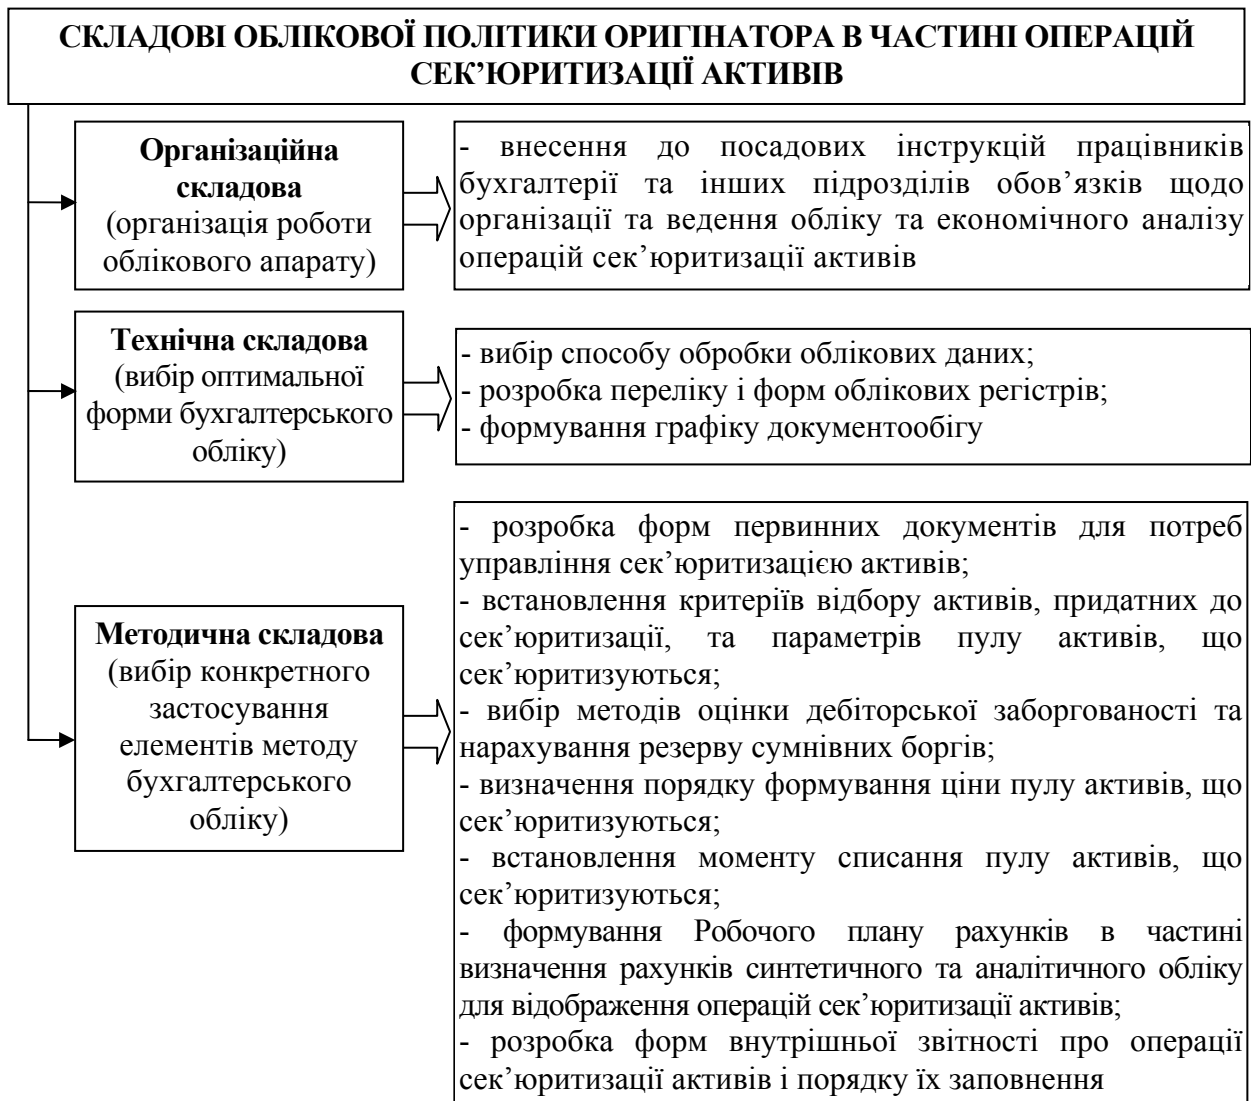 СКЛАДОВІ ОБЛІКОВОЇ ПОЛІТИКИ ОРИГІНАТОРА В ЧАСТИНІ ОПЕРАЦІЙ
СЕК’ЮРИТИЗАЦІЇ АКТИВІВ
Організаційна
складова
(організація роботи
облікового апарату)
- внесення до посадових інструкцій працівників
бухгалтерії та інших підрозділів обов’язків щодо
організації та ведення обліку та економічного аналізу
операцій сек’юритизації активів
Технічна складова
(вибір оптимальної
форми бухгалтерського
обліку)
- вибір способу обробки облікових даних;
- розробка переліку і форм облікових регістрів;
- формування графіку документообігу
Методична складова
(вибір конкретного
застосування
елементів методу
бухгалтерського
обліку)
- розробка форм первинних документів для потреб
управління сек’юритизацією активів;
- встановлення критеріїв відбору активів, придатних до
сек’юритизації, та параметрів пулу активів, що
сек’юритизуються;
- вибір методів оцінки дебіторської заборгованості та
нарахування резерву сумнівних боргів;
- визначення порядку формування ціни пулу активів, що
сек’юритизуються;
- встановлення моменту списання пулу активів, що
сек’юритизуються;
- формування Робочого плану рахунків в частині
визначення рахунків синтетичного та аналітичного обліку
для відображення операцій сек’юритизації активів;
- розробка форм внутрішньої звітності про операції
сек’юритизації активів і порядку їх заповнення